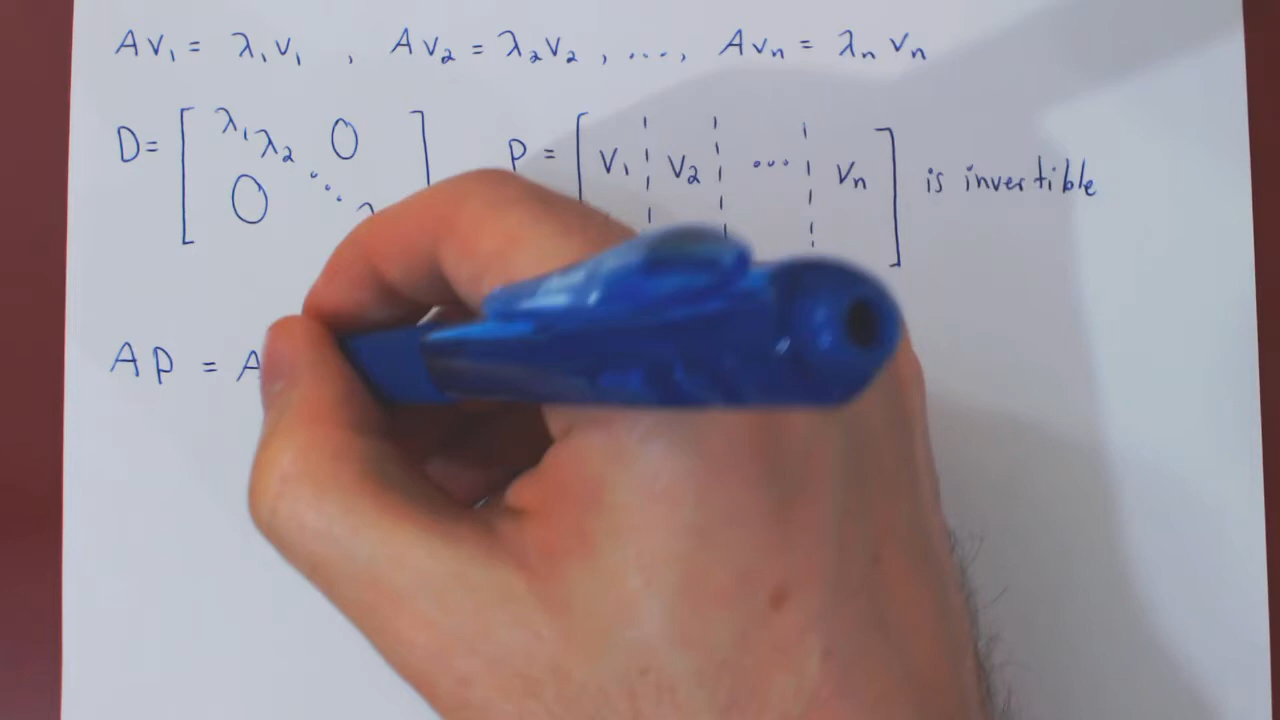 Av₁ = λ₁v₁ , Av₂ = λ₂v₂ , ..., Avₙ = λₙvₙ
D = [ λ₁ λ₂ 0 P = [ v₁ ¦ v₂ ¦ ... ¦ vₙ ] is invertible
0 ⋱
AP = A